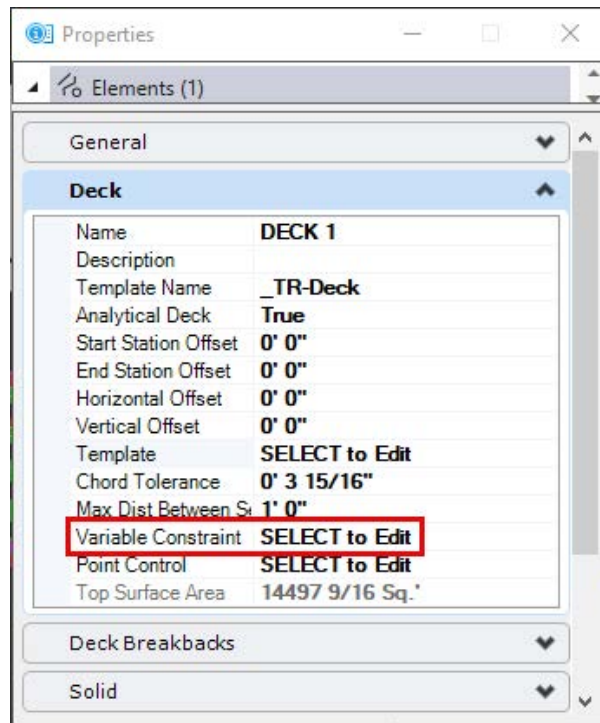 Properties
Elements (1)
General
Deck
Name DECK 1
Description
Template Name _TR-Deck
Analytical Deck True
Start Station Offset 0' 0"
End Station Offset 0' 0"
Horizontal Offset 0' 0"
Vertical Offset 0' 0"
Template SELECT to Edit
Chord Tolerance 0' 3 15/16"
Max Dist Between Se 1' 0"
Variable Constraint SELECT to Edit
Point Control SELECT to Edit
Top Surface Area 14497 9/16 Sq.'
Deck Breakbacks
Solid